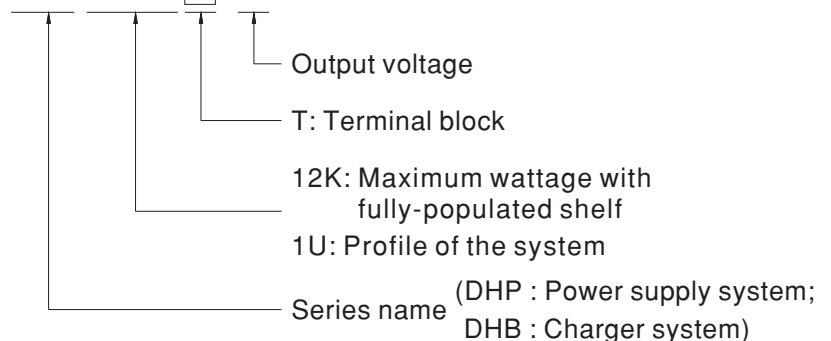 Output voltage
T: Terminal block
12K: Maximum wattage with
fully-populated shelf
1U: Profile of the system
Series name (DHP : Power supply system;
DHB : Charger system)